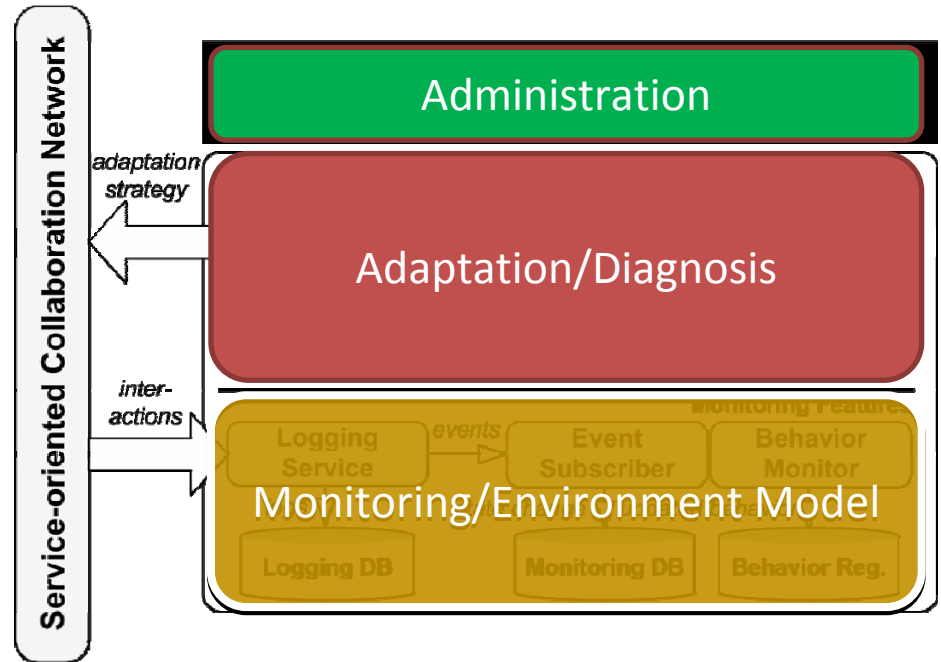 Service-oriented Collaboration Network
Administration
adaptation
strategy
Adaptation/Diagnosis
inter-
actions
Monitoring Features
Logging
Service
events
Event
Subscriber
Behavior
Monitor
Monitoring/Environment Model
Logging DB
Monitoring DB
Behavior Reg.